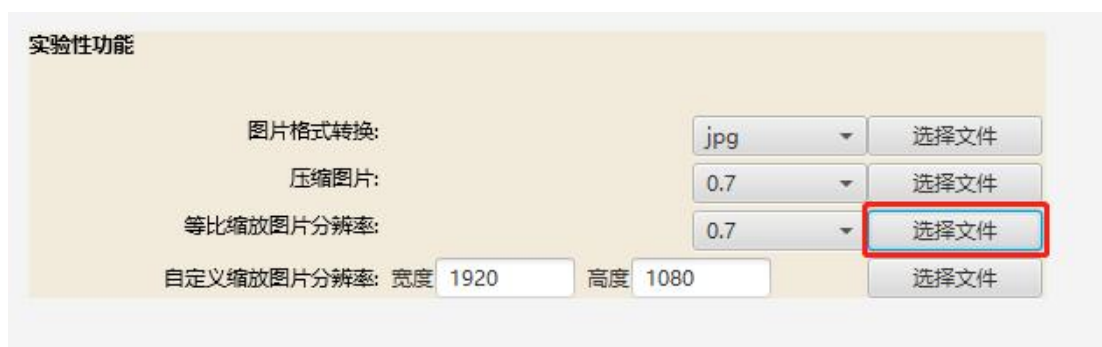 实验性功能
图片格式转换: jpg 选择文件
压缩图片: 0.7 选择文件
等比缩放图片分辨率: 0.7 选择文件
自定义缩放图片分辨率: 宽度 1920 高度 1080 选择文件